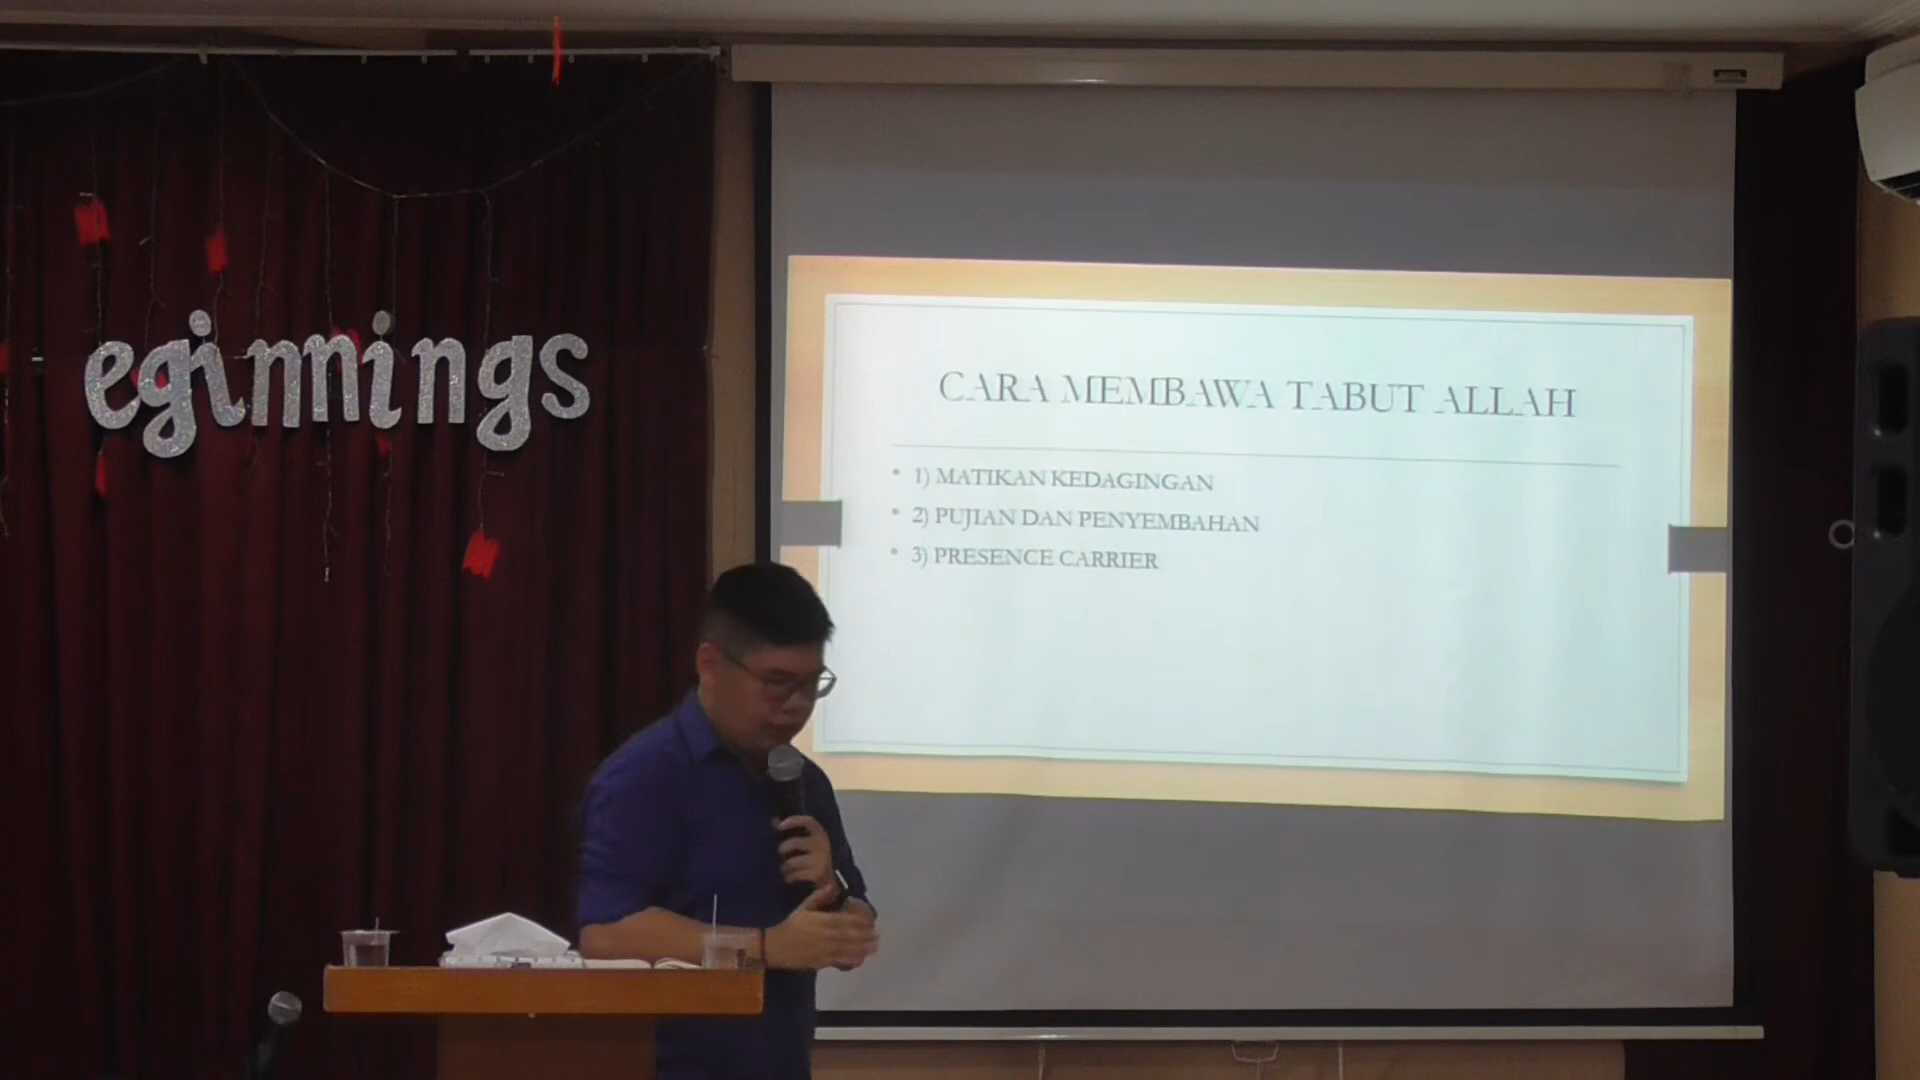 eginnings
CARA MEMBAWA TABUT ALLAH
• 1) MATIKAN KEDAGINGAN
• 2) PUJIAN DAN PENYEMBAHAN
• 3) PRESENCE CARRIER